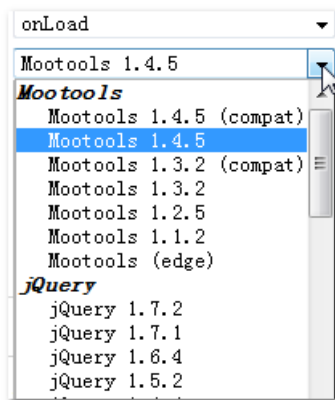 onLoad
Mootools 1.4.5
Mootools
Mootools 1.4.5 (compat)
Mootools 1.4.5
Mootools 1.3.2 (compat)
Mootools 1.3.2
Mootools 1.2.5
Mootools 1.1.2
Mootools (edge)
jQuery
jQuery 1.7.2
jQuery 1.7.1
jQuery 1.6.4
jQuery 1.5.2